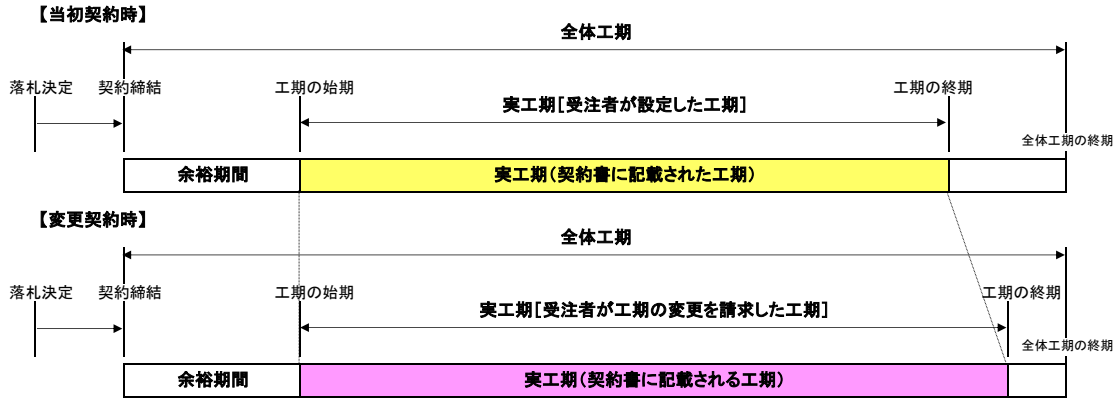 【当初契約時】
全体工期
落札決定
契約締結
工期の始期
工期の終期
実工期［受注者が設定した工期］
全体工期の終期
余裕期間
実工期（契約書に記載された工期）
【変更契約時】
全体工期
落札決定
契約締結
工期の始期
工期の終期
実工期［受注者が工期の変更を請求した工期］
全体工期の終期
余裕期間
実工期（契約書に記載される工期）